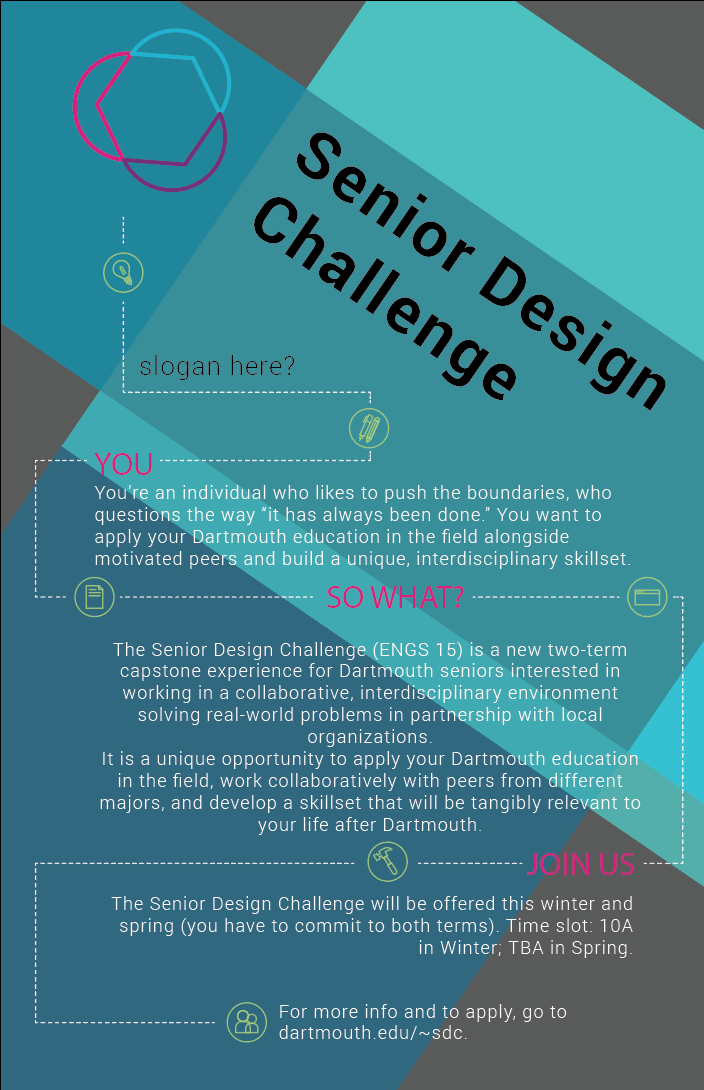 Senior Design
Challenge
slogan here?
YOU
You’re an individual who likes to push the boundaries, who
questions the way “it has always been done.” You want to
apply your Dartmouth education in the field alongside
motivated peers and build a unique, interdisciplinary skillset.
SO WHAT?
The Senior Design Challenge (ENGS 15) is a new two-term
capstone experience for Dartmouth seniors interested in
working in a collaborative, interdisciplinary environment
solving real-world problems in partnership with local
organizations.
It is a unique opportunity to apply your Dartmouth education
in the field, work collaboratively with peers from different
majors, and develop a skillset that will be tangibly relevant to
your life after Dartmouth.
JOIN US
The Senior Design Challenge will be offered this winter and
spring (you have to commit to both terms). Time slot: 10A
in Winter; TBA in Spring.
For more info and to apply, go to
dartmouth.edu/~sdc.